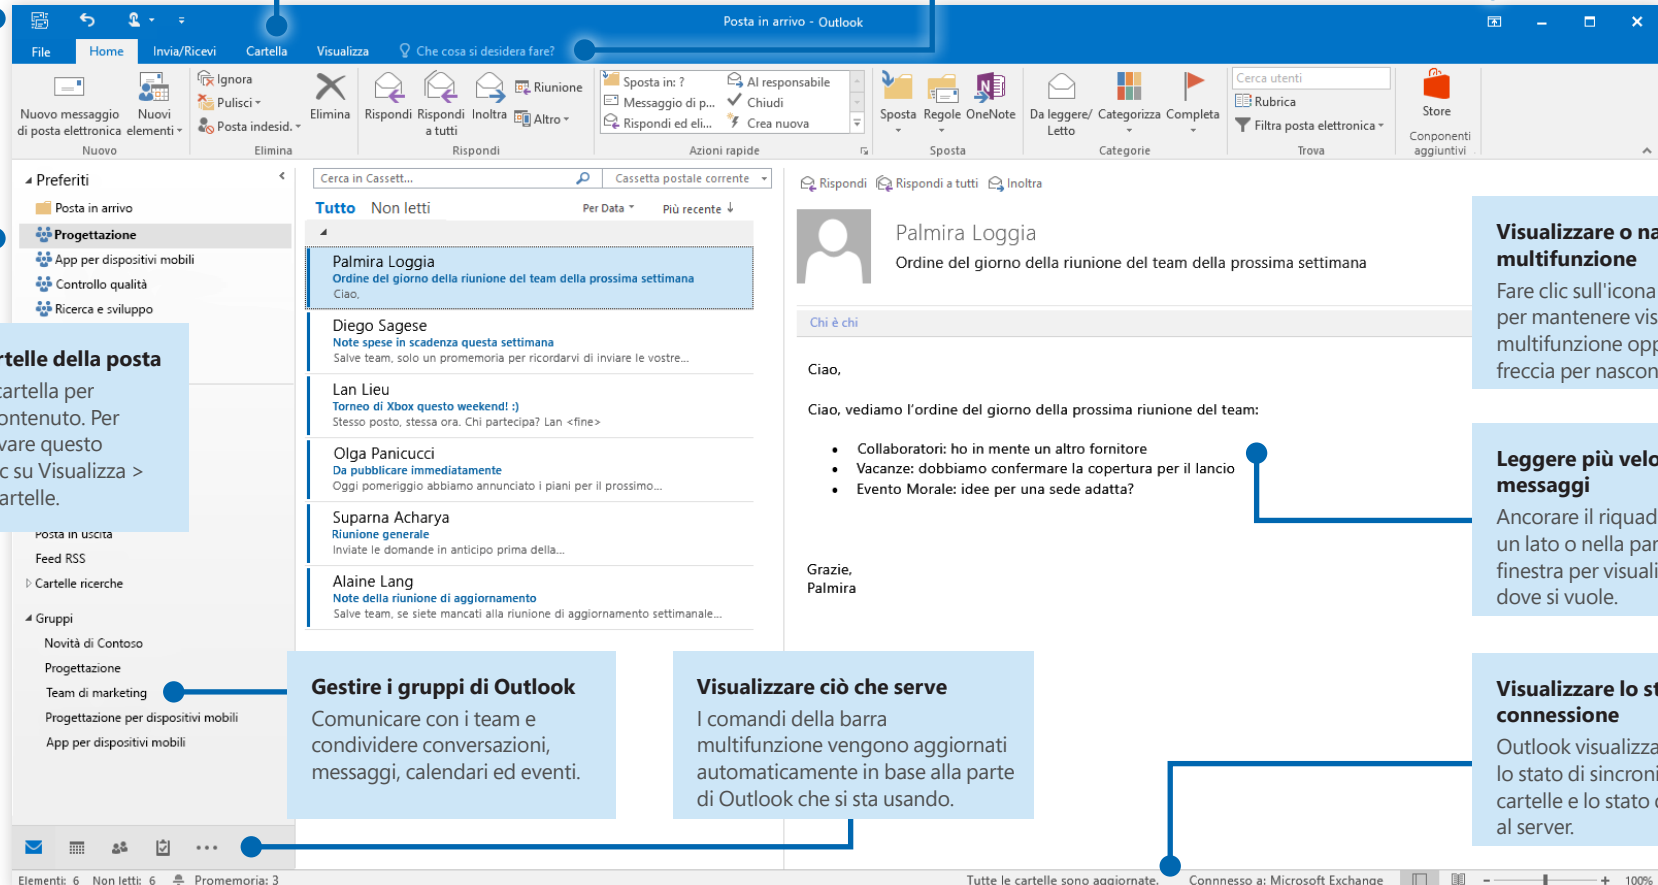 Posta in arrivo - Outlook
File Home Invia/Ricevi Cartella Visualizza Che cosa si desidera fare?
Nuovo messaggio di posta elettronica
Nuovi elementi
Nuovo
Ignora
Pulisci
Posta indesid.
Elimina
Elimina
Rispondi
Rispondi a tutti
Inoltra
Riunione
Altro
Rispondi
Sposta in: ?
Messaggio di p...
Rispondi ed eli...
Al responsabile
Chiudi
Crea nuova
Azioni rapide
Sposta
Regole
OneNote
Sposta
Da leggere/
Letto
Categorizza
Completa
Categorie
Cerca utenti
Rubrica
Filtra posta elettronica
Trova
Store
Conponenti
aggiuntivi
Preferiti
Posta in arrivo
Progettazione
App per dispositivi mobili
Controllo qualità
Ricerca e sviluppo
rtelle della posta
cartella per
ontenuto. Per
vare questo
c su Visualizza >
artelle.
Posta in uscita
Feed RSS
Cartelle ricerche
Gruppi
Novità di Contoso
Progettazione
Team di marketing
Progettazione per dispositivi mobili
App per dispositivi mobili
Cerca in Cassett...
Cassetta postale corrente
Tutto Non letti
Per Data Più recente
Palmira Loggia
Ordine del giorno della riunione del team della prossima settimana
Ciao,
Diego Sagese
Note spese in scadenza questa settimana
Salve team, solo un promemoria per ricordarvi di inviare le vostre...
Lan Lieu
Torneo di Xbox questo weekend! :)
Stesso posto, stessa ora. Chi partecipa? Lan <fine>
Olga Panicucci
Da pubblicare immediatamente
Oggi pomeriggio abbiamo annunciato i piani per il prossimo...
Suparna Acharya
Riunione generale
Inviate le domande in anticipo prima della...
Alaine Lang
Note della riunione di aggiornamento
Salve team, se siete mancati alla riunione di aggiornamento settimanale...
Rispondi Rispondi a tutti Inoltra
Palmira Loggia
Ordine del giorno della riunione del team della prossima settimana
Chi è chi
Ciao,
Ciao, vediamo l'ordine del giorno della prossima riunione del team:
• Collaboratori: ho in mente un altro fornitore
• Vacanze: dobbiamo confermare la copertura per il lancio
• Evento Morale: idee per una sede adatta?
Grazie,
Palmira
Visualizzare o na
multifunzione
Fare clic sull'icona
per mantenere vis
multifunzione opp
freccia per nascon
Leggere più velo
messaggi
Ancorare il riquad
un lato o nella par
finestra per visuali
dove si vuole.
Visualizzare lo st
connessione
Outlook visualizza
lo stato di sincroni
cartelle e lo stato
al server.
Gestire i gruppi di Outlook
Comunicare con i team e
condividere conversazioni,
messaggi, calendari ed eventi.
Visualizzare ciò che serve
I comandi della barra
multifunzione vengono aggiornati
automaticamente in base alla parte
di Outlook che si sta usando.
Elementi: 6 Non letti: 6 Promemoria: 3
Tutte le cartelle sono aggiornate. Connnesso a: Microsoft Exchange 100%